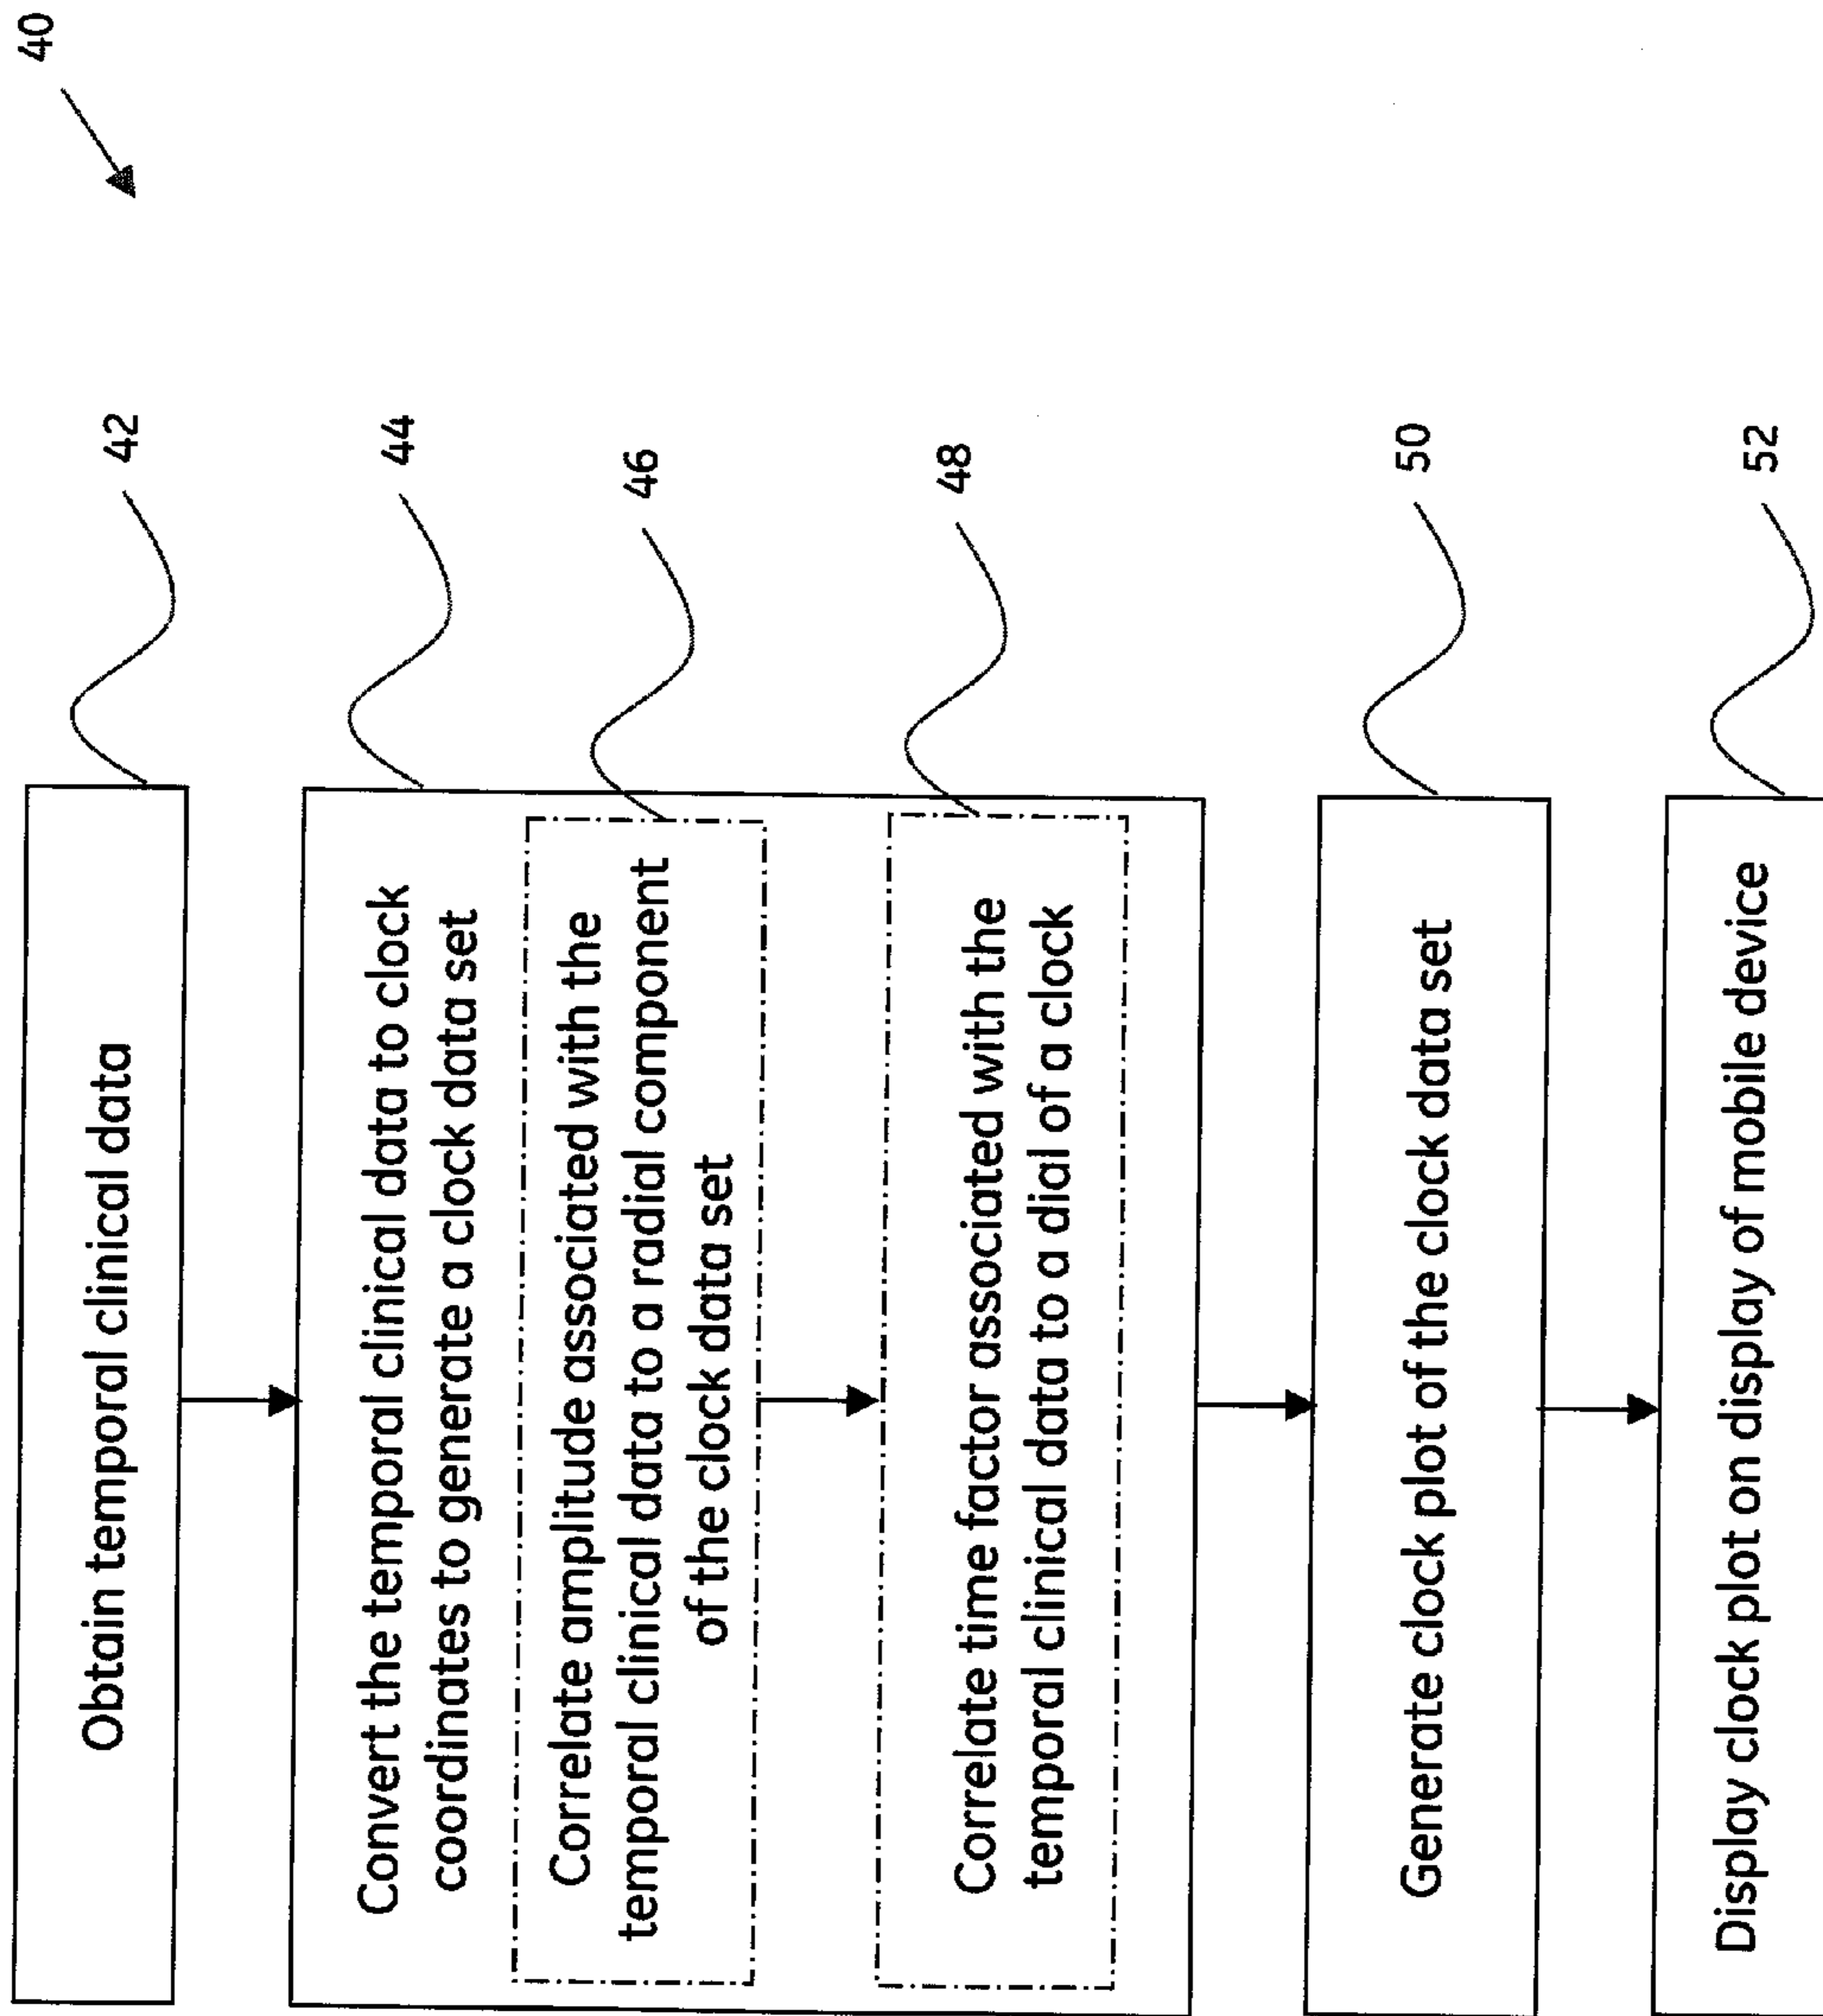 40
Obtain temporal clinical data
42
Convert the temporal clinical data to clock
coordinates to generate a clock data set
44
Correlate amplitude associated with the
temporal clinical data to a radial component
of the clock data set
46
Correlate time factor associated with the
temporal clinical data to a dial of a clock
48
Generate clock plot of the clock data set
50
Display clock plot on display of mobile device
52